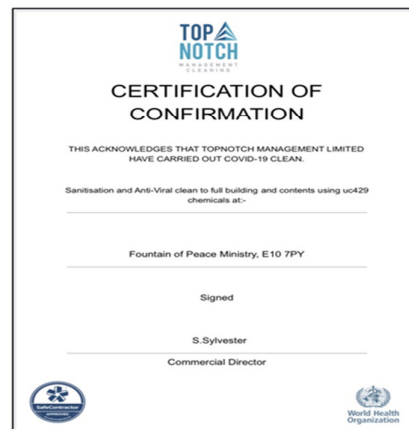 TOP
NOTCH
MANAGEMENT
CLEANING
CERTIFICATION OF
CONFIRMATION
THIS ACKNOWLEDGES THAT TOPNOTCH MANAGEMENT LIMITED
HAVE CARRIED OUT COVID-19 CLEAN.
Sanitisation and Anti-Viral clean to full building and contents using uc429
chemicals at:-
Fountain of Peace Ministry, E10 7PY
Signed
S.Sylvester
Commercial Director
SafeContractor
APPROVED
World Health
Organization